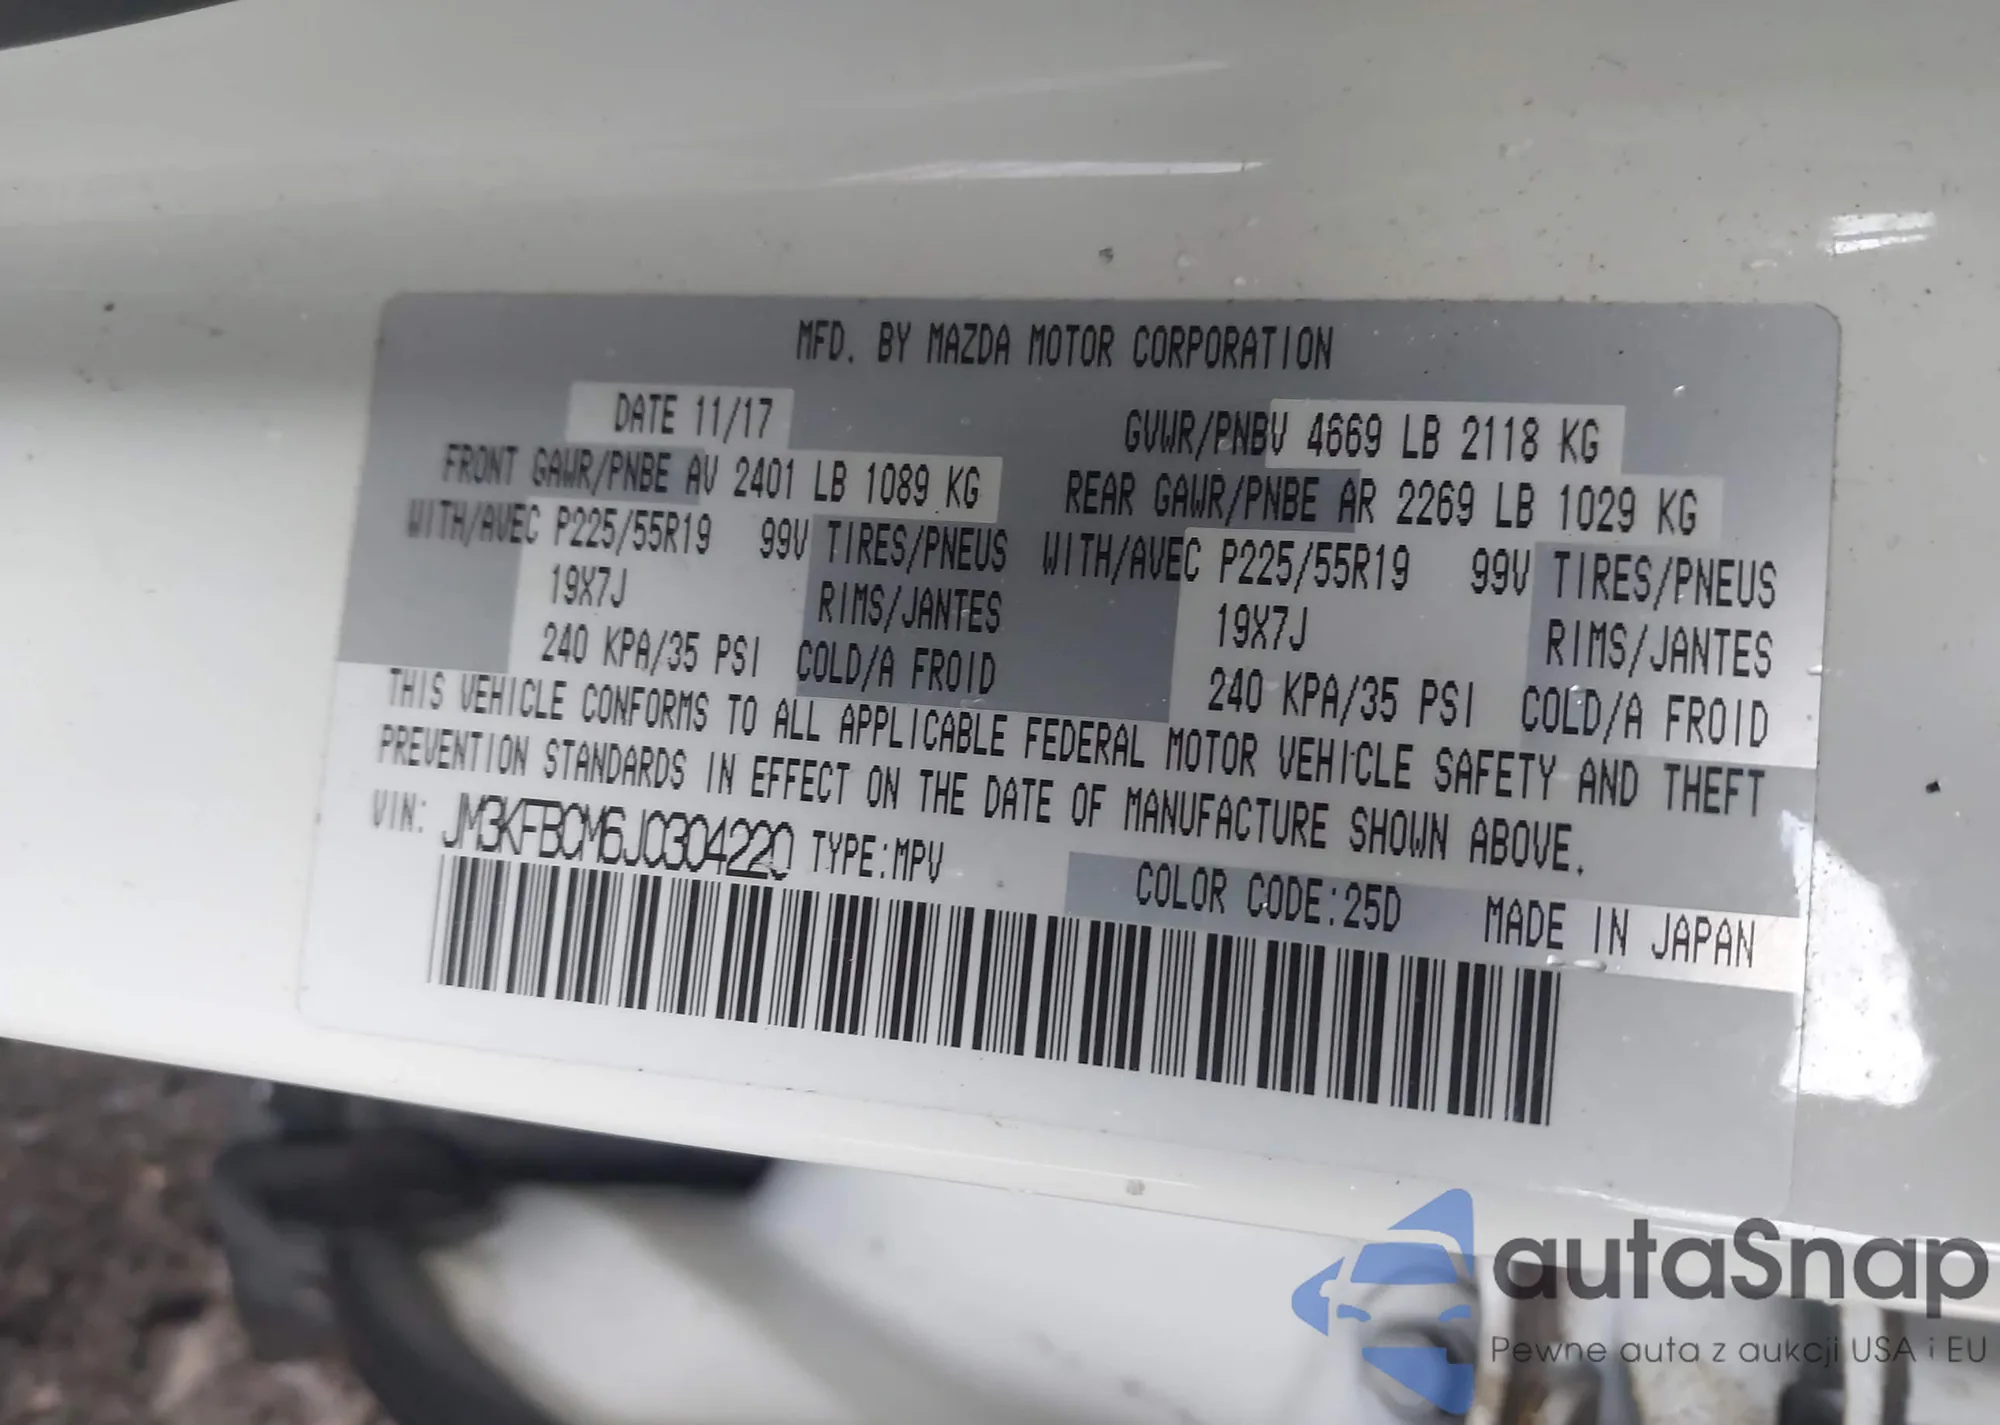 MFD. BY MAZDA MOTOR CORPORATION
DATE 11/17
GVWR/PNBV 4669 LB 2118 KG
FRONT GAWR/PNBE AV 2401 LB 1089 KG
REAR GAWR/PNBE AR 2269 LB 1029 KG
WITH/AVEC P225/55R19 99V TIRES/PNEUS
WITH/AVEC P225/55R19 99V TIRES/PNEUS
19X7J RIMS/JANTES
19X7J RIMS/JANTES
240 KPA/35 PSI COLD/A FROID
240 KPA/35 PSI COLD/A FROID
THIS VEHICLE CONFORMS TO ALL APPLICABLE FEDERAL MOTOR VEHICLE SAFETY AND THEFT
PREVENTION STANDARDS IN EFFECT ON THE DATE OF MANUFACTURE SHOWN ABOVE.
VIN: JM3KFBCM6J0304220 TYPE:MPV
COLOR CODE:25D MADE IN JAPAN
autaSnap
Pewne auta z aukcji USA i EU